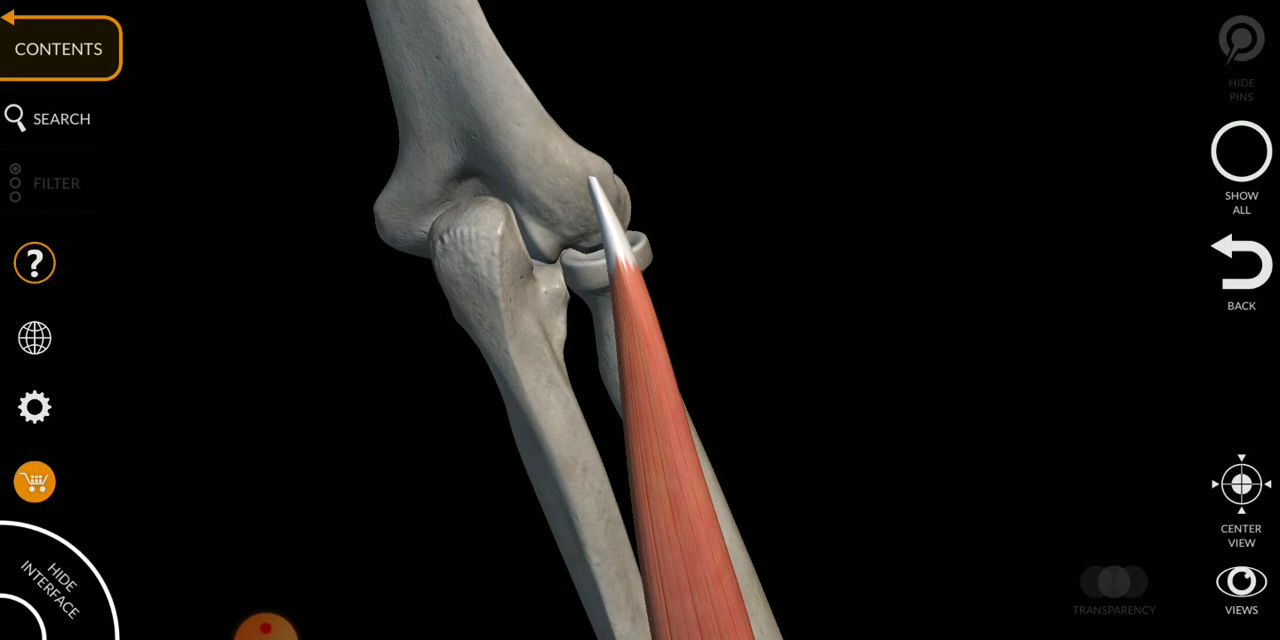 CONTENTS
SEARCH
FILTER
?
HIDE
INTERFACE
HIDE
PINS
SHOW
ALL
BACK
CENTER
VIEW
TRANSPARENCY
VIEWS